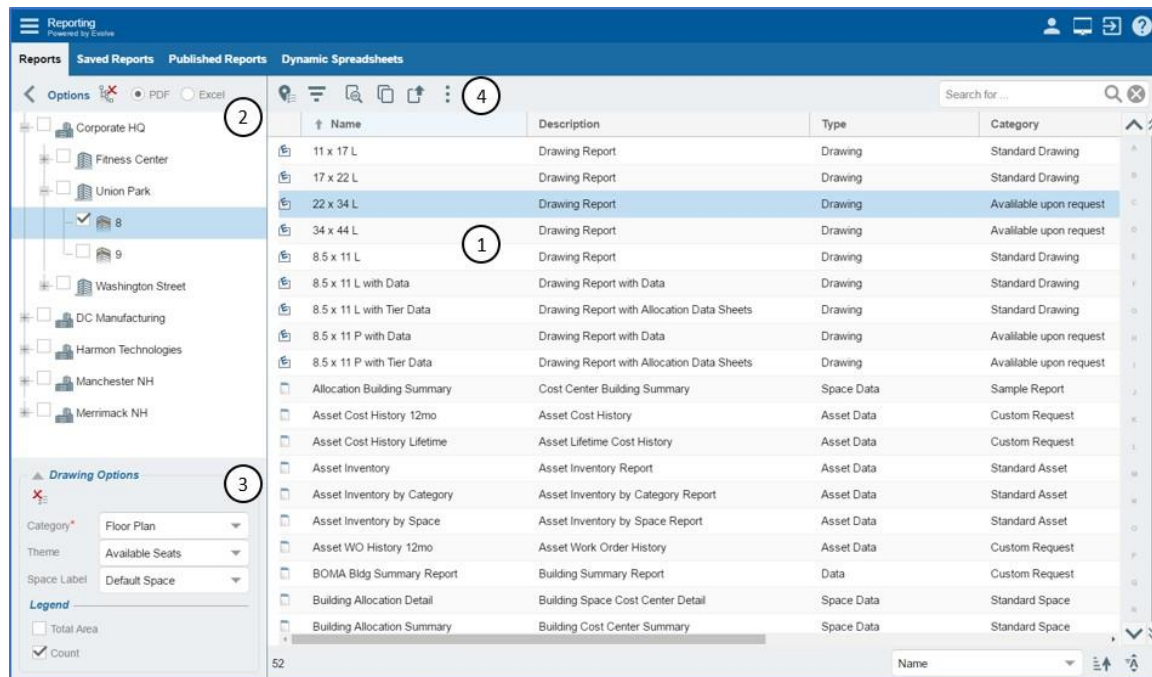 Reporting
Powered by Evolve
Reports Saved Reports Published Reports Dynamic Spreadsheets
Options PDF Excel
2
4
Search for ...
Corporate HQ
Fitness Center
Union Park
8
9
Washington Street
DC Manufacturing
Harmon Technologies
Manchester NH
Merrimack NH
Drawing Options
3
Category* Floor Plan
Theme Available Seats
Space Label Default Space
Legend
Total Area
Count
Name Description Type Category
11 x 17 L Drawing Report Drawing Standard Drawing
17 x 22 L Drawing Report Drawing Standard Drawing
22 x 34 L Drawing Report Drawing Avalilable upon request
34 x 44 L Drawing Report Drawing Avalilable upon request
1
8.5 x 11 L Drawing Report Drawing Standard Drawing
8.5 x 11 L with Data Drawing Report with Data Drawing Standard Drawing
8.5 x 11 L with Tier Data Drawing Report with Allocation Data Sheets Drawing Standard Drawing
8.5 x 11 P with Data Drawing Report with Data Drawing Avalilable upon request
8.5 x 11 P with Tier Data Drawing Report with Allocation Data Sheets Drawing Avalilable upon request
Allocation Building Summary Cost Center Building Summary Space Data Sample Report
Asset Cost History 12mo Asset Cost History Asset Data Custom Request
Asset Cost History Lifetime Asset Lifetime Cost History Asset Data Custom Request
Asset Inventory Asset Inventory Report Asset Data Standard Asset
Asset Inventory by Category Asset Inventory by Category Report Asset Data Standard Asset
Asset Inventory by Space Asset Inventory by Space Report Asset Data Standard Asset
Asset WO History 12mo Asset Work Order History Asset Data Custom Request
BOMA Bldg Summary Report Building Summary Report Data Custom Request
Building Allocation Detail Building Space Cost Center Detail Space Data Standard Space
Building Allocation Summary Building Cost Center Summary Space Data Standard Space
52
Name